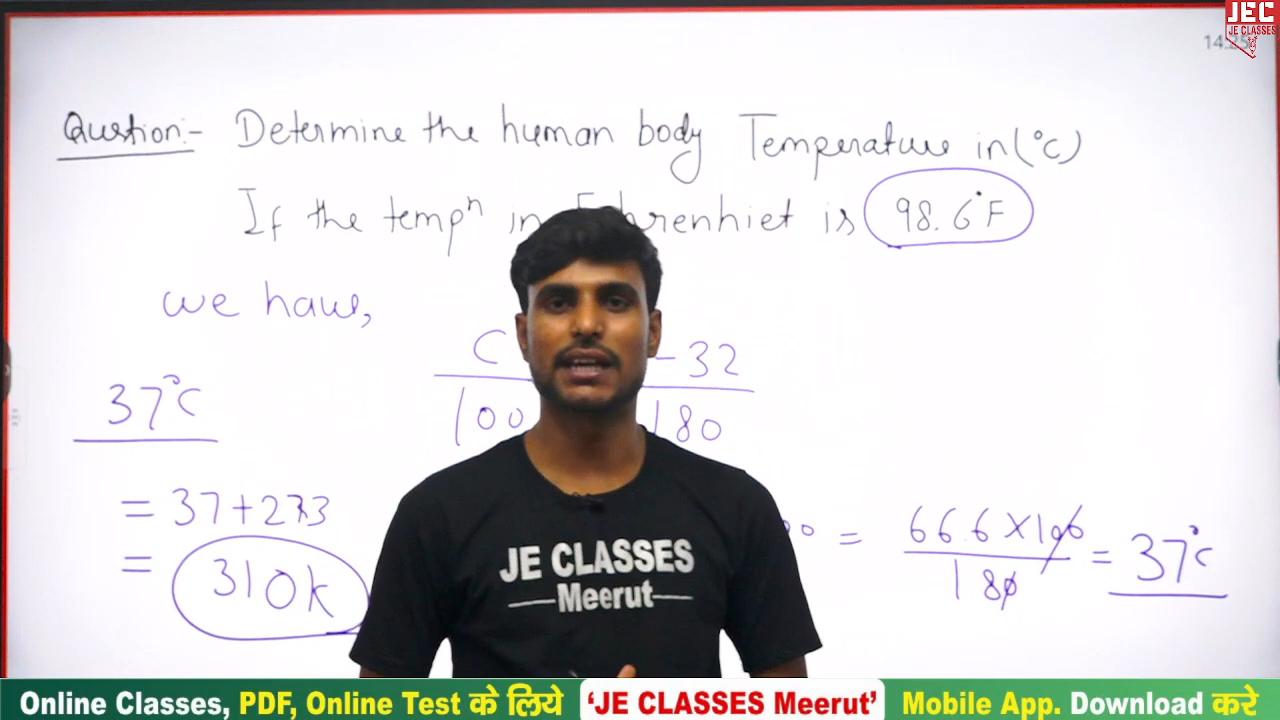 JEC
JE CLASSES
Qustion:- Determine the human body Temperature in (°c)
If the tempⁿ in Fahrenhiet is 98.6°F
we have,
C - 32
100 180
37°C
= 37+273
= 310k
= 66.6 X 100 = 37°c
180
JE CLASSES
Meerut
Online Classes, PDF, Online Test के लिये 'JE CLASSES Meerut' Mobile App. Download करे